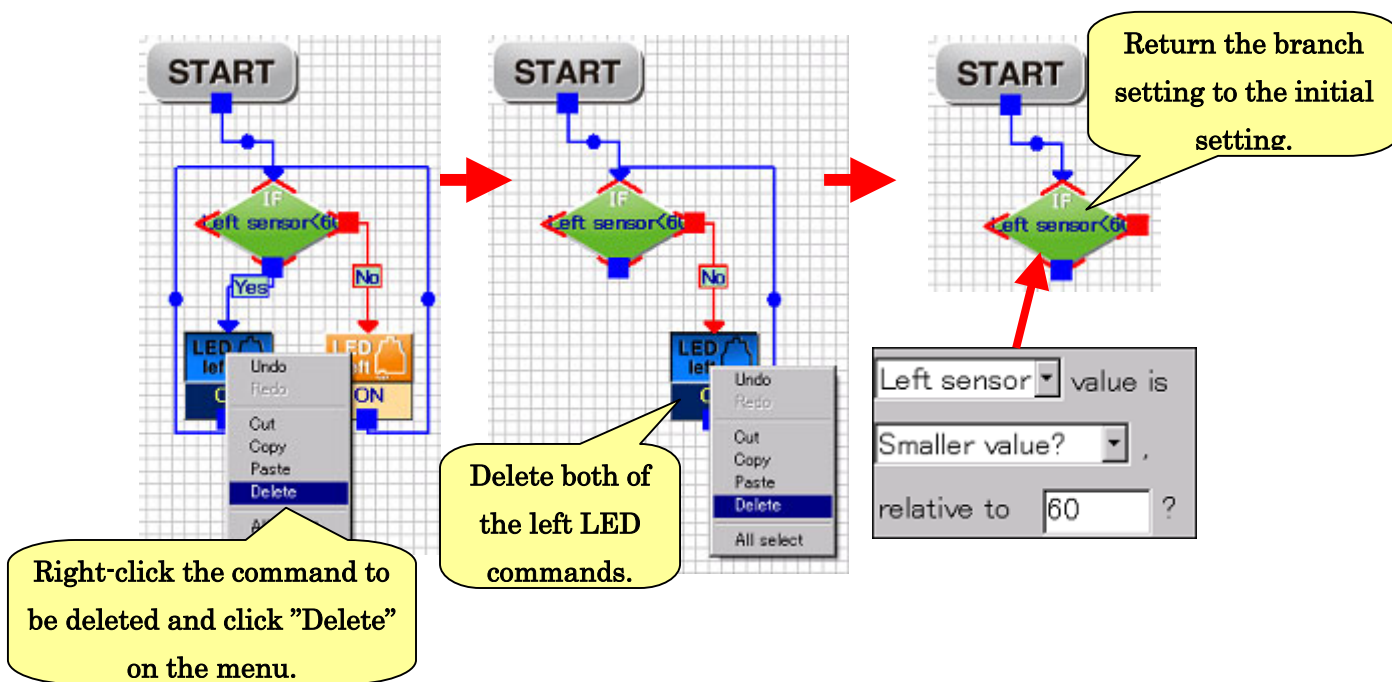 START
IF
Left sensor<60
Yes
No
LED
left
LED
left
ON
Undo
Redo
Cut
Copy
Paste
Delete
Right-click the command to
be deleted and click ”Delete”
on the menu.
START
IF
Left sensor<60
No
LED
left
Undo
Redo
Cut
Copy
Paste
Delete
All select
Delete both of
the left LED
commands.
START
IF
Left sensor<60
Return the branch
setting to the initial
setting.
Left sensor value is
Smaller value? ,
relative to 60 ?